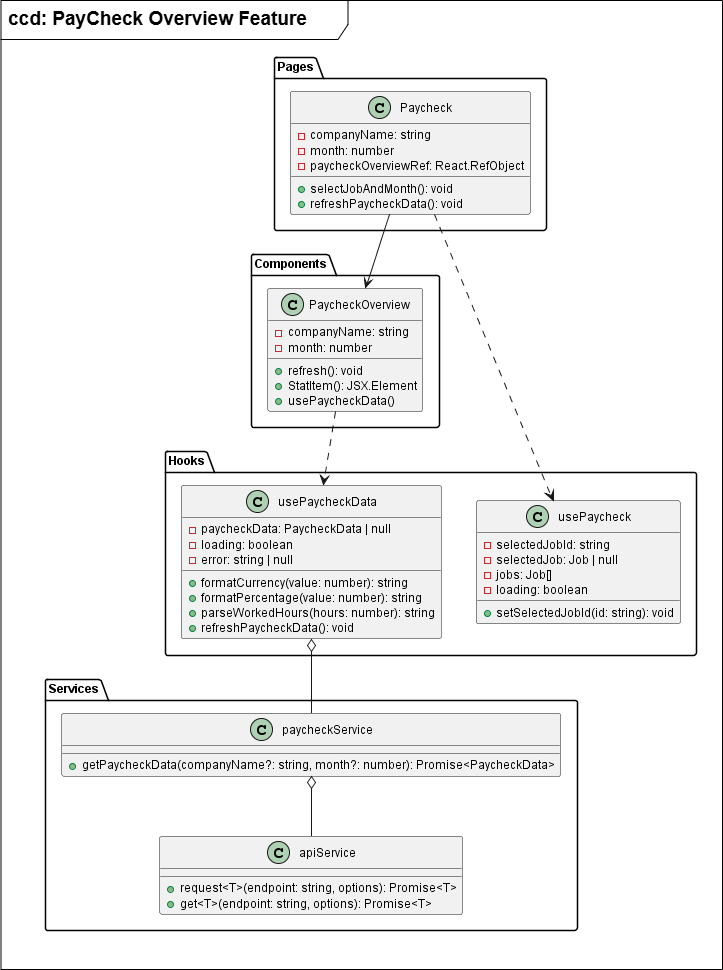 ccd: PayCheck Overview Feature
Pages
C Paycheck
companyName: string
month: number
paycheckOverviewRef: React.RefObject
selectJobAndMonth(): void
refreshPaycheckData(): void
Components
C PaycheckOverview
companyName: string
month: number
refresh(): void
StatItem(): JSX.Element
usePaycheckData()
Hooks
C usePaycheckData
paycheckData: PaycheckData | null
loading: boolean
error: string | null
formatCurrency(value: number): string
formatPercentage(value: number): string
parseWorkedHours(hours: number): string
refreshPaycheckData(): void
C usePaycheck
selectedJobId: string
selectedJob: Job | null
jobs: Job[]
loading: boolean
setSelectedJobId(id: string): void
Services
C paycheckService
getPaycheckData(companyName?: string, month?: number): Promise<PaycheckData>
C apiService
request<T>(endpoint: string, options): Promise<T>
get<T>(endpoint: string, options): Promise<T>